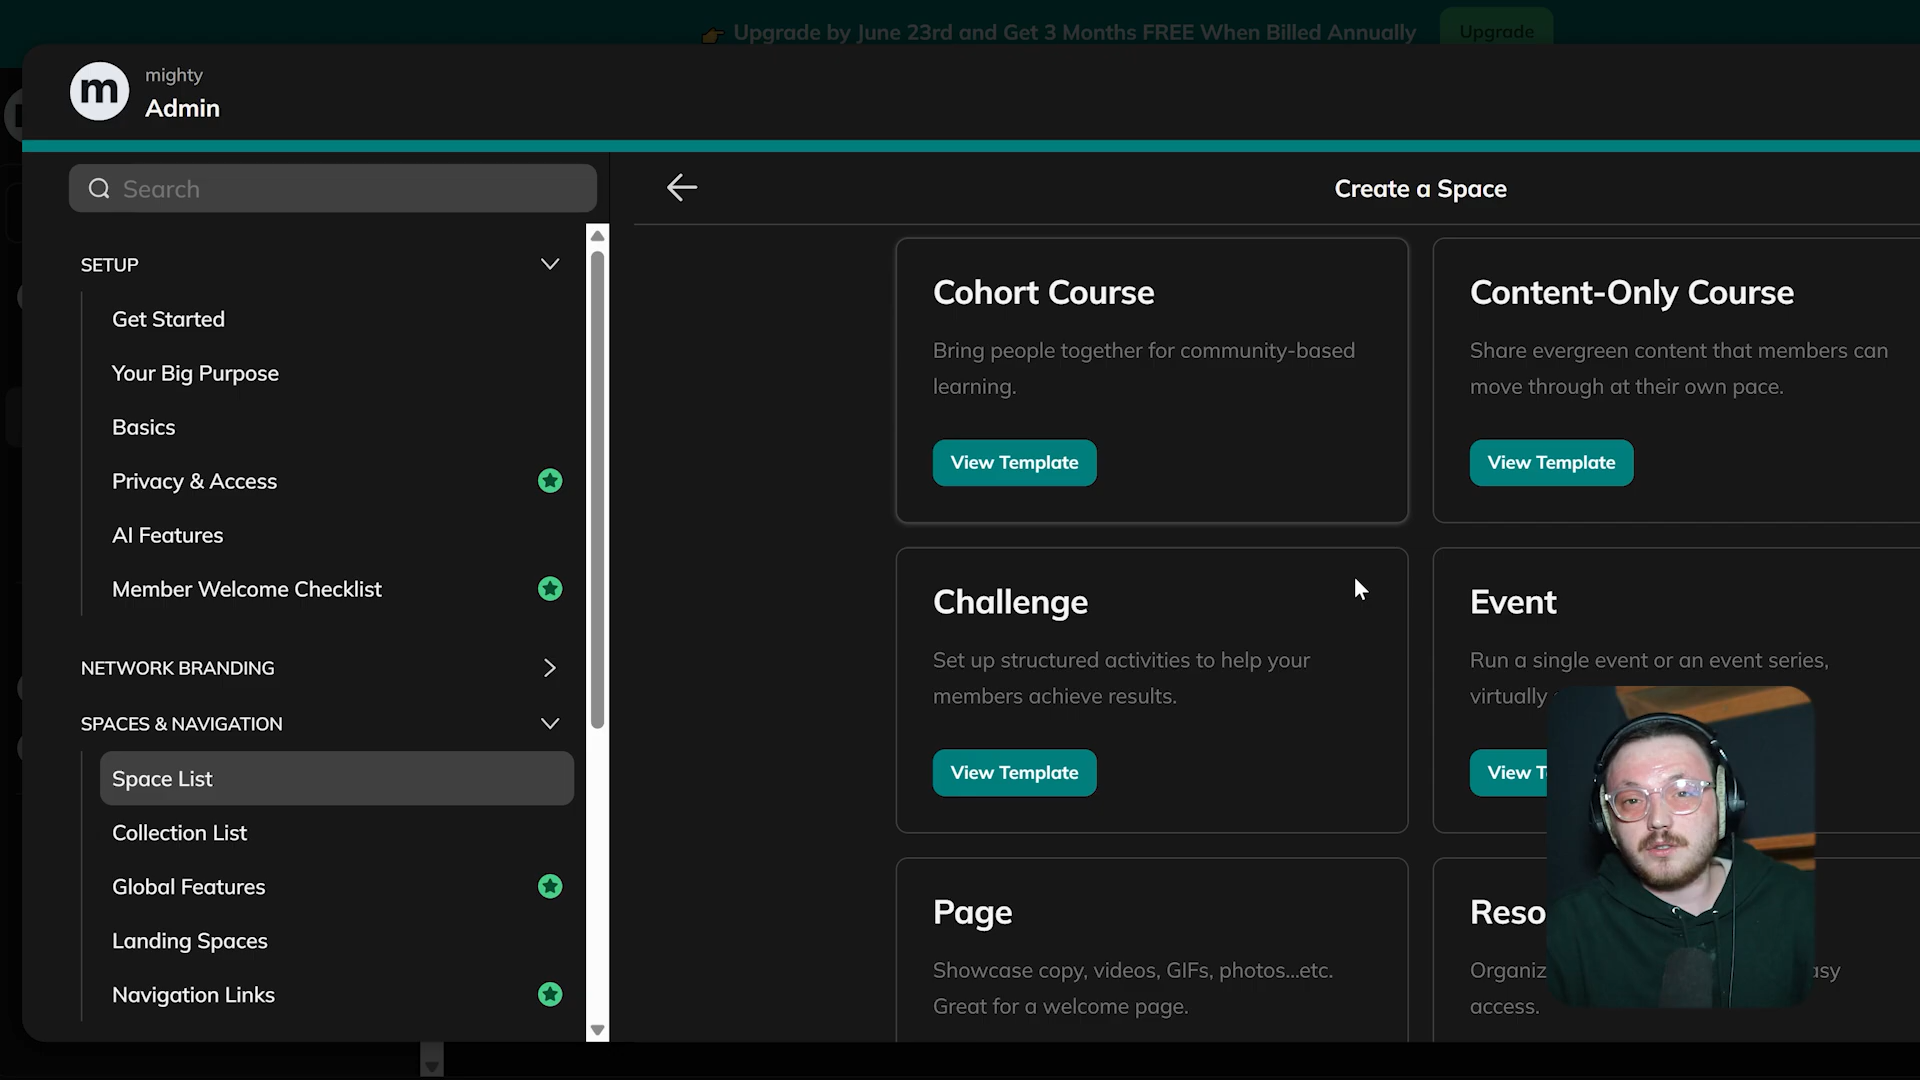 Upgrade by June 23rd and Get 3 Months FREE When Billed Annually
Upgrade
m
mighty
Admin
Search
Create a Space
SETUP
Get Started
Your Big Purpose
Basics
Privacy & Access
AI Features
Member Welcome Checklist
NETWORK BRANDING
SPACES & NAVIGATION
Space List
Collection List
Global Features
Landing Spaces
Navigation Links
Cohort Course
Bring people together for community-based
learning.
View Template
Content-Only Course
Share evergreen content that members can
move through at their own pace.
View Template
Challenge
Set up structured activities to help your
members achieve results.
View Template
Event
Run a single event or an event series,
virtually
View
Page
Showcase copy, videos, GIFs, photos...etc.
Great for a welcome page.
access.